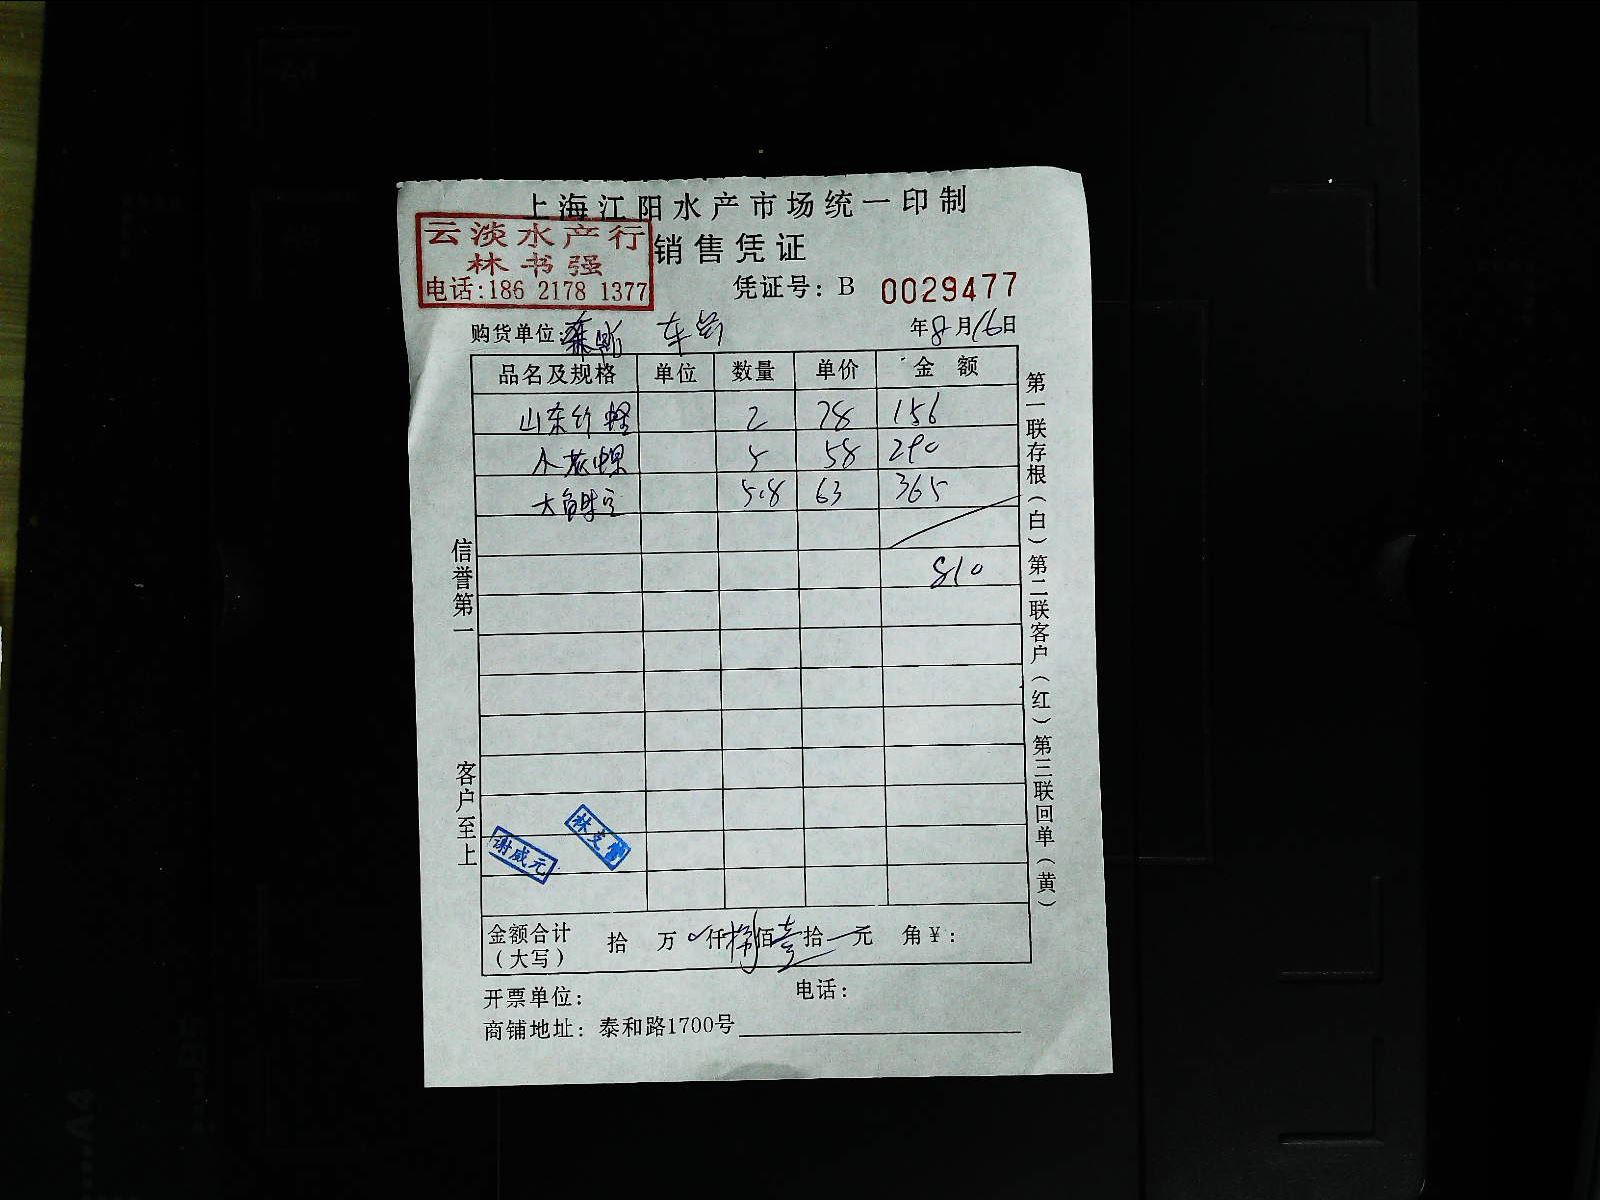 上海江阳水产市场统一印制
云淡水产行
林书强
电话:186 2178 1377
销售凭证
凭证号: B 0029477
购货单位:
年8月16日
品名及规格 单位 数量 单价 金额
山东竹蛏 2 78 156
小花螺 5 58 290
大 5.8 63 365
810
信誉第一
客户至上
第一联存根(白)第二联客户(红)第三联回单(黄)
谢威元
金额合计(大写) 拾 万 仟捌佰壹拾 元 角¥:
开票单位: 电话:
商铺地址: 泰和路1700号